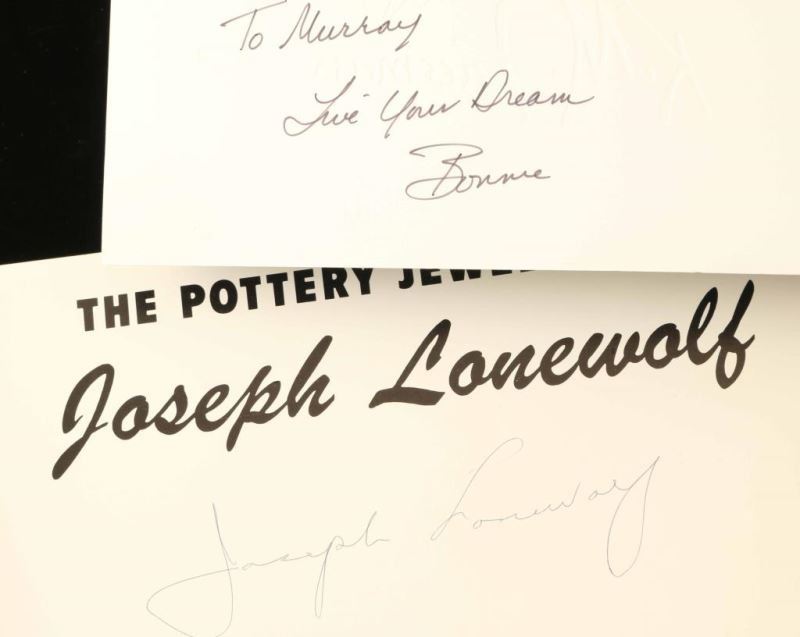 To Murray
Live Your Dream
Bonnie
THE POTTERY
Joseph Lonewolf
Joseph Lonewolf